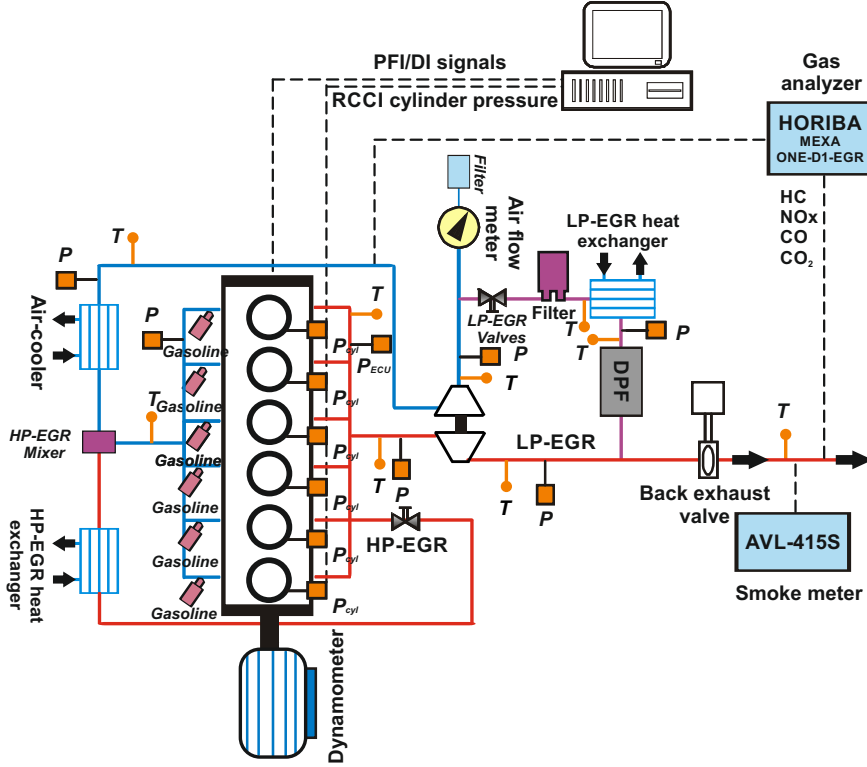 PFI/DI signals
RCCI cylinder pressure
Gas
analyzer
HORIBA
MEXA
ONE-D1-EGR
HC
NOx
CO
CO2
Filter
Air flow
meter
LP-EGR heat
exchanger
T
P
Air-cooler
P
Gasoline
T
P
PECU
Pcyl
LP-EGR
Valves
Filter
T
P
T
P
T
DPF
Gasoline
Pcyl
T
HP-EGR
Mixer
Gasoline
Pcyl
T
P
LP-EGR
T
P
Back exhaust
valve
T
AVL-415S
Smoke meter
Gasoline
Pcyl
HP-EGR
HP-EGR heat
exchanger
Gasoline
Pcyl
Gasoline
Pcyl
Dynamometer